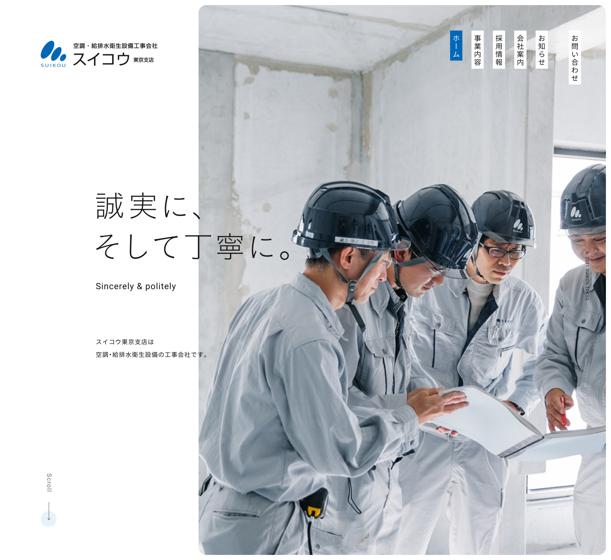 空調・給排水衛生設備工事会社
スイコウ 東京支店
SUIKOU
ホーム
事業内容
採用情報
会社案内
お知らせ
お問い合わせ
誠実に、
そして丁寧に。
Sincerely & politely
スイコウ東京支店は
空調・給排水衛生設備の工事会社です。
Scroll